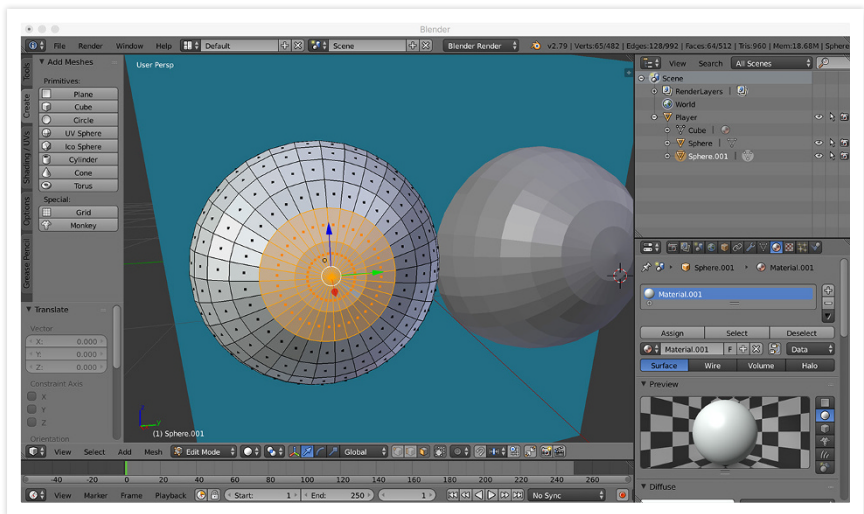 Blender
File Render Window Help Default Scene Blender Render v2.79 | Verts:65/482 | Edges:128/992 | Faces:64/512 | Tris:960 | Mem:18.68M | Sphere
Tools
Create
Shading / UVs
Options
Grease Pencil
Add Meshes
Primitives:
Plane
Cube
Circle
UV Sphere
Ico Sphere
Cylinder
Cone
Torus
Special:
Grid
Monkey
Translate
Vector
X: 0.000
Y: 0.000
Z: 0.000
Constraint Axis
X
Y
Z
Orientation
User Persp
(1) Sphere.001
View Select Add Mesh Edit Mode Global
-40 -20 0 20 40 60 80 100 120 140 160 180 200 220 240 260
View Marker Frame Playback Start: 1 End: 250 1 No Sync
View Search All Scenes
Scene
RenderLayers
World
Player
Cube
Sphere
Sphere.001
Sphere.001 Material.001
Material.001
Assign Select Deselect
Material.001 F Data
Surface Wire Volume Halo
Preview
Diffuse